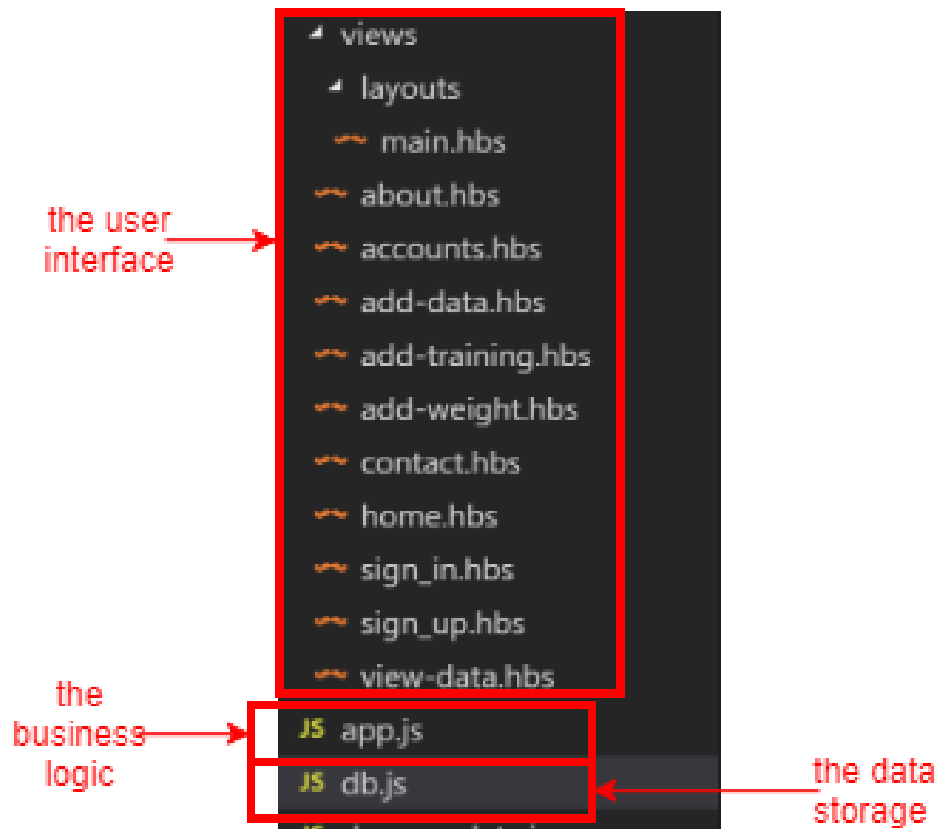 views
layouts
main.hbs
about.hbs
the user
interface
accounts.hbs
add-data.hbs
add-training.hbs
add-weight.hbs
contact.hbs
home.hbs
sign_in.hbs
sign_up.hbs
view-data.hbs
the
business
logic
JS app.js
JS db.js
the data
storage
JS